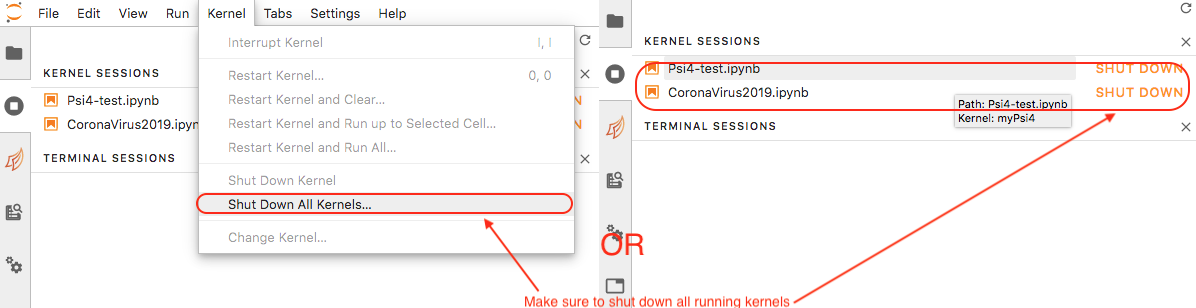 File Edit View Run Kernel Tabs Settings Help
Interrupt Kernel I, I
KERNEL SESSIONS
Restart Kernel... 0, 0
Psi4-test.ipynb
Restart Kernel and Clear...
CoronaVirus2019.ipyn
Restart Kernel and Run up to Selected Cell...
Restart Kernel and Run All...
TERMINAL SESSIONS
Shut Down Kernel
Shut Down All Kernels...
Change Kernel...
OR
KERNEL SESSIONS
Psi4-test.ipynb SHUT DOWN
CoronaVirus2019.ipynb SHUT DOWN
Path: Psi4-test.ipynb
Kernel: myPsi4
TERMINAL SESSIONS
Make sure to shut down all running kernels